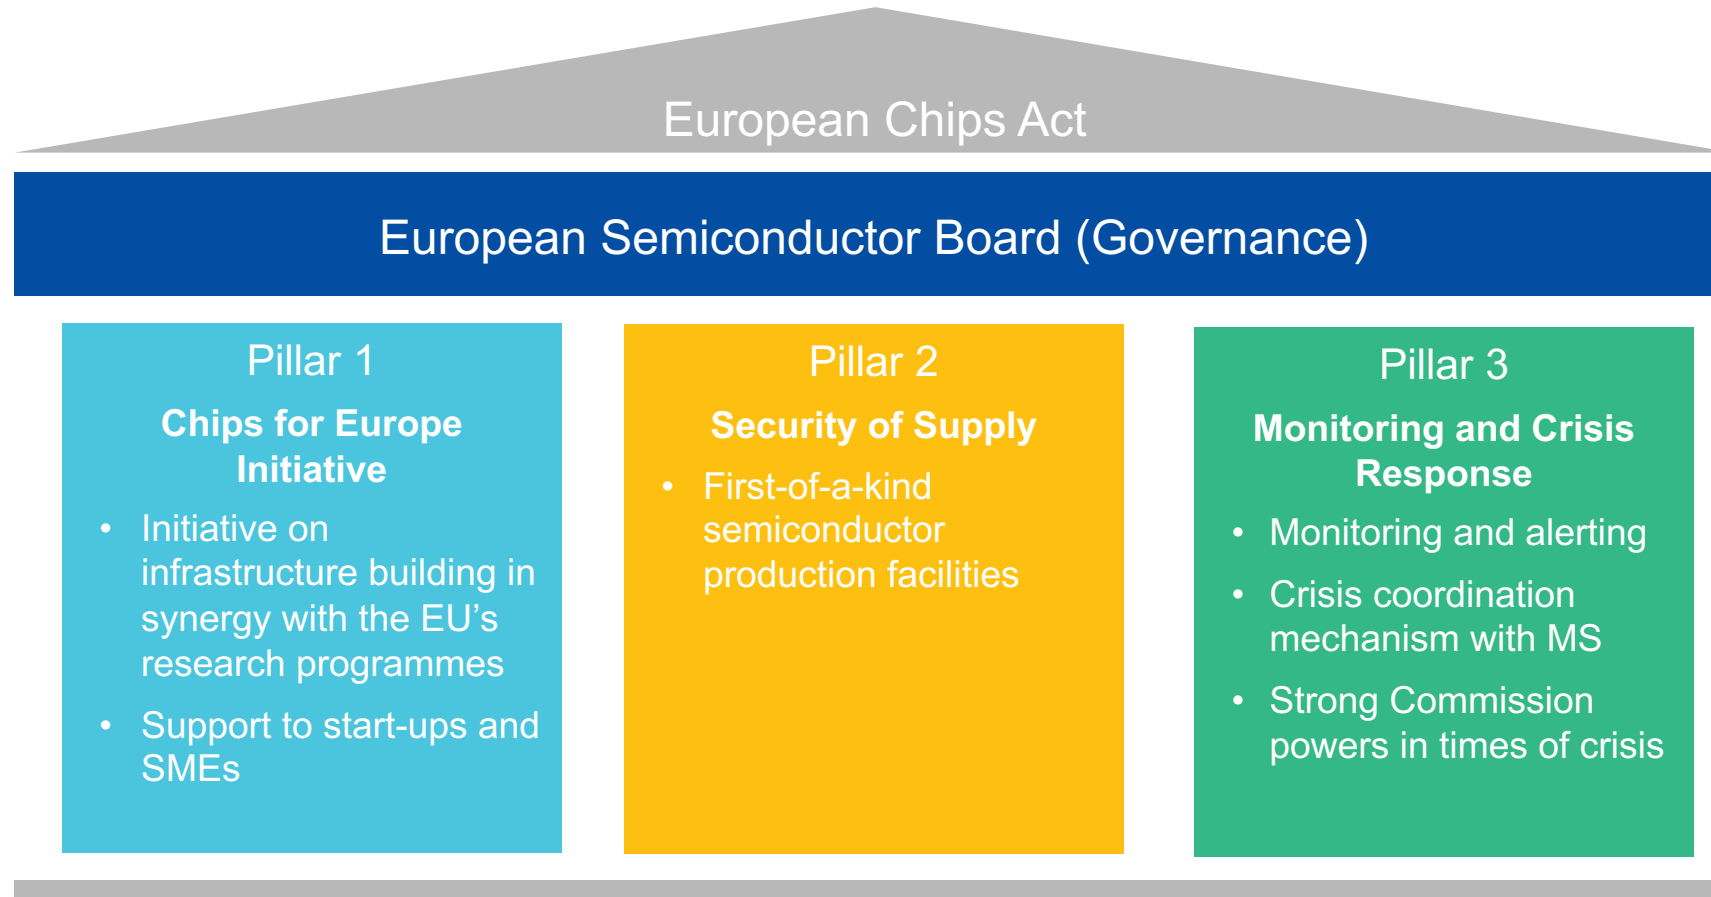 European Chips Act
European Semiconductor Board (Governance)
Pillar 1
Chips for Europe
Initiative
• Initiative on
infrastructure building in
synergy with the EU’s
research programmes
• Support to start-ups and
SMEs
Pillar 2
Security of Supply
• First-of-a-kind
semiconductor
production facilities
Pillar 3
Monitoring and Crisis
Response
• Monitoring and alerting
• Crisis coordination
mechanism with MS
• Strong Commission
powers in times of crisis